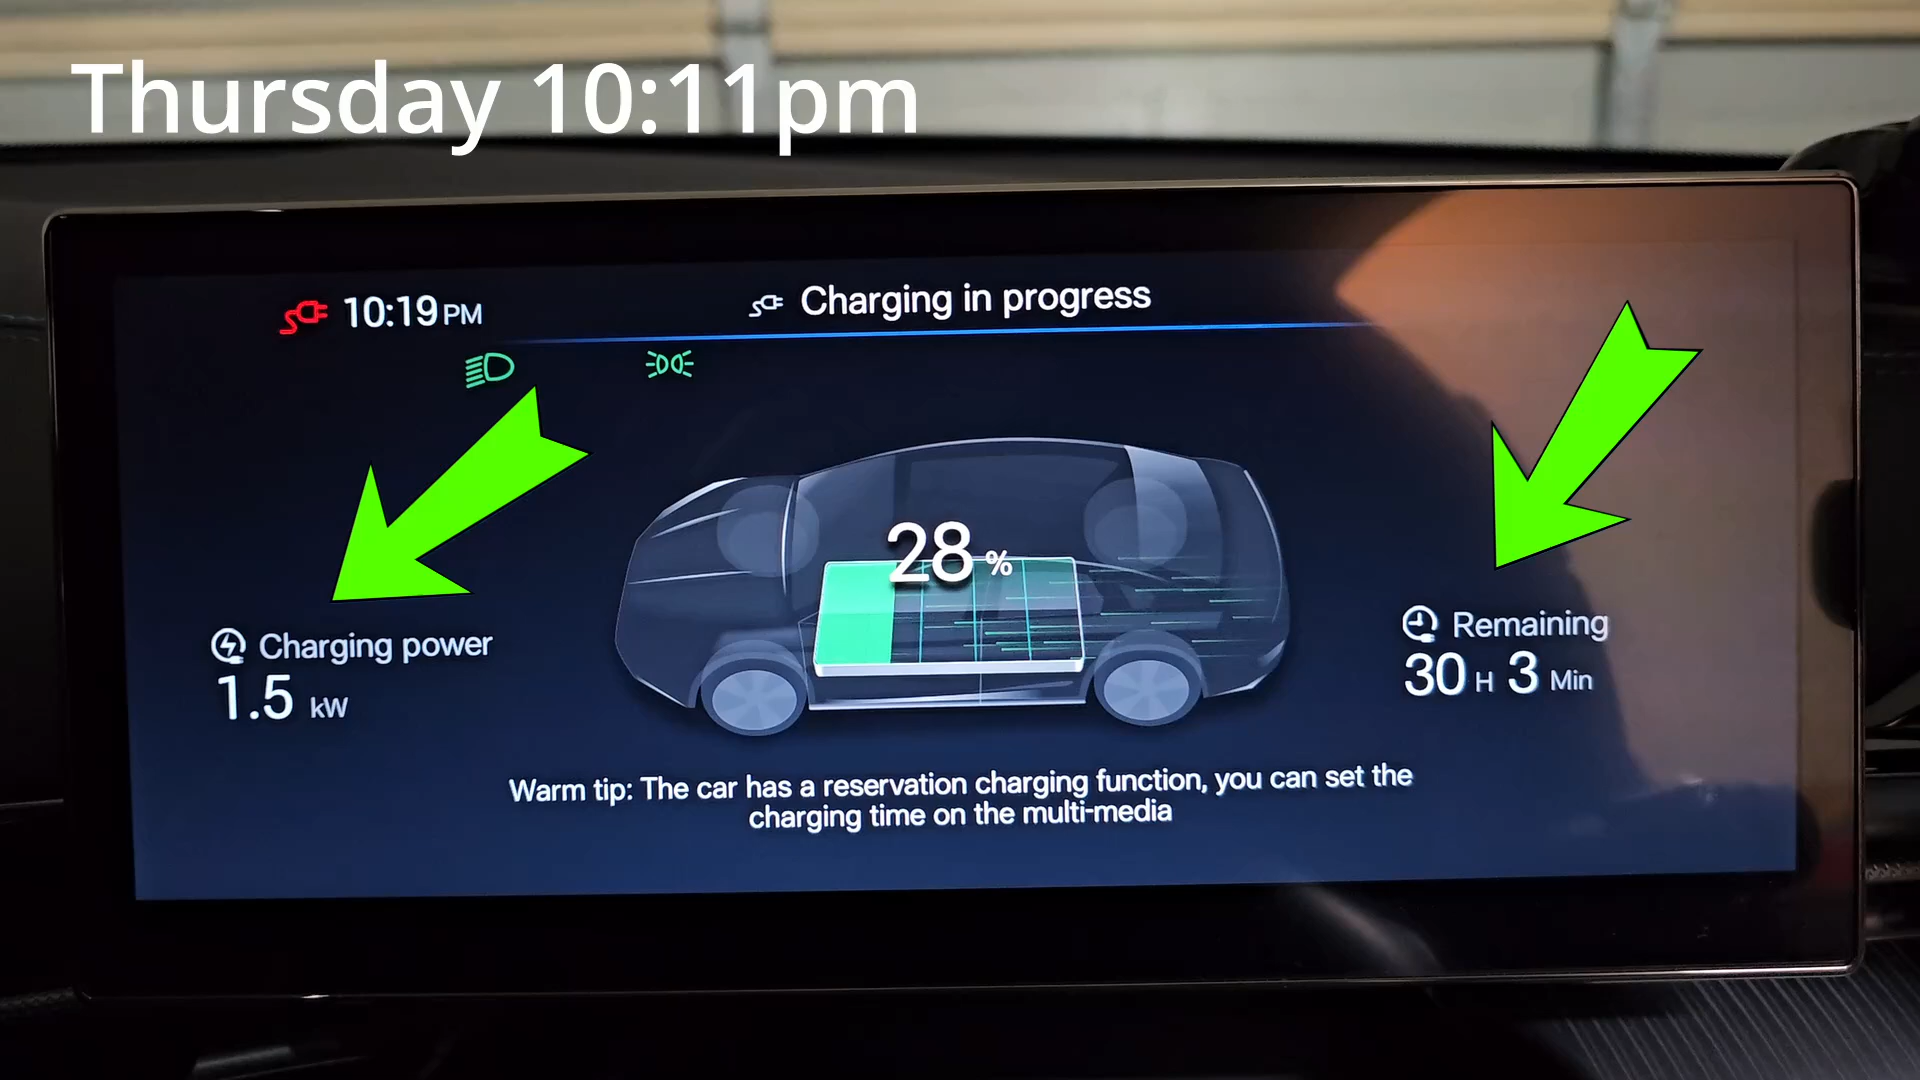 Thursday 10:11pm
10:19 PM
Charging in progress
28 %
Charging power
1.5 kW
Remaining
30 H 3 Min
Warm tip: The car has a reservation charging function, you can set the
charging time on the multi-media